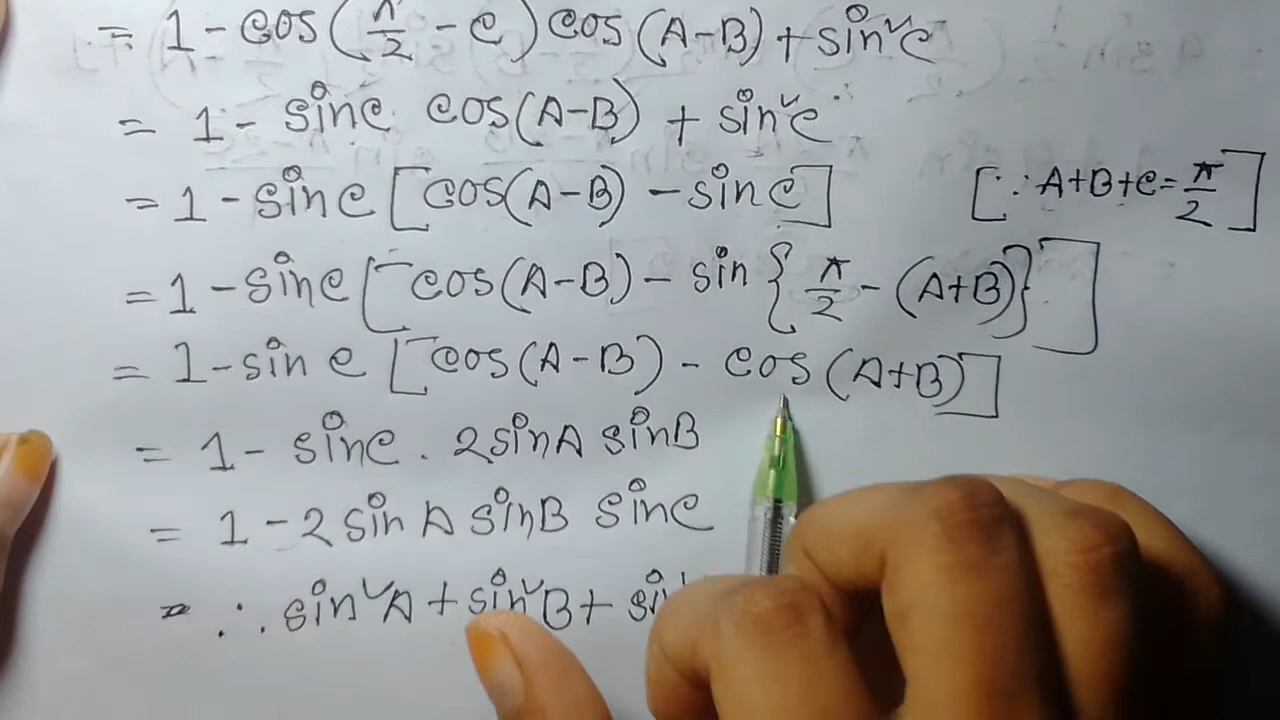 = 1 - cos(π/2 - C) cos(A-B) + sin²C
= 1 - sinC cos(A-B) + sin²C
= 1 - sinC [cos(A-B) - sinC] [∵ A+B+C = π/2]
= 1 - sinC [cos(A-B) - sin{π/2 - (A+B)}]
= 1 - sinC [cos(A-B) - cos(A+B)]
= 1 - sinC . 2sinA sinB
= 1 - 2 sinA sinB sinC
= ∴ sin²A + sin²B +